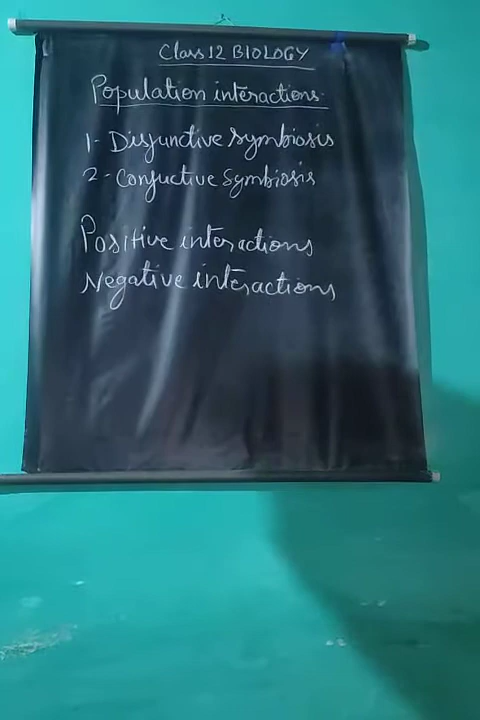 Class 12 BIOLOGY
Population interactions
1- Disjunctive symbiosis
2- Conjuctive Symbiosis
Positive interactions
Negative interactions